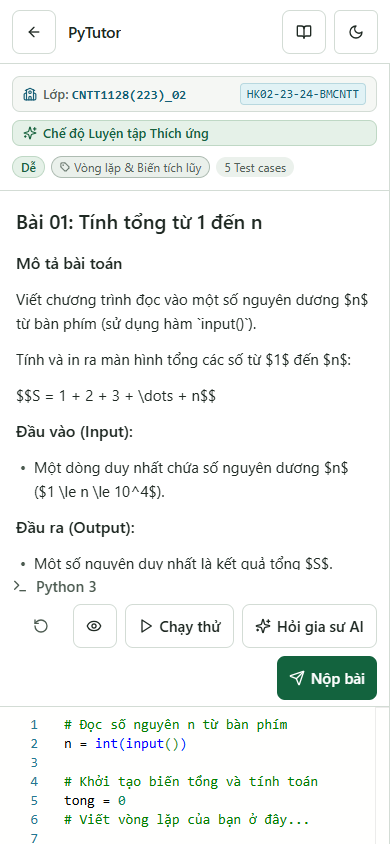 PyTutor
Lớp: CNTT1128(223)_02
HK02-23-24-BMCNTT
Chế độ Luyện tập Thích ứng
Dễ
Vòng lặp & Biến tích lũy
5 Test cases
Bài 01: Tính tổng từ 1 đến n
Mô tả bài toán
Viết chương trình đọc vào một số nguyên dương $n$
từ bàn phím (sử dụng hàm `input()`).
Tính và in ra màn hình tổng các số từ $1$ đến $n$:
$$S = 1 + 2 + 3 + \dots + n$$
Đầu vào (Input):
• Một dòng duy nhất chứa số nguyên dương $n$
($1 \le n \le 10^4$).
Đầu ra (Output):
• Một số nguyên duy nhất là kết quả tổng $S$.
Python 3
Chạy thử
Hỏi gia sư AI
Nộp bài
1 # Đọc số nguyên n từ bàn phím
2 n = int(input())
3
4 # Khởi tạo biến tổng và tính toán
5 tong = 0
6 # Viết vòng lặp của bạn ở đây...
7